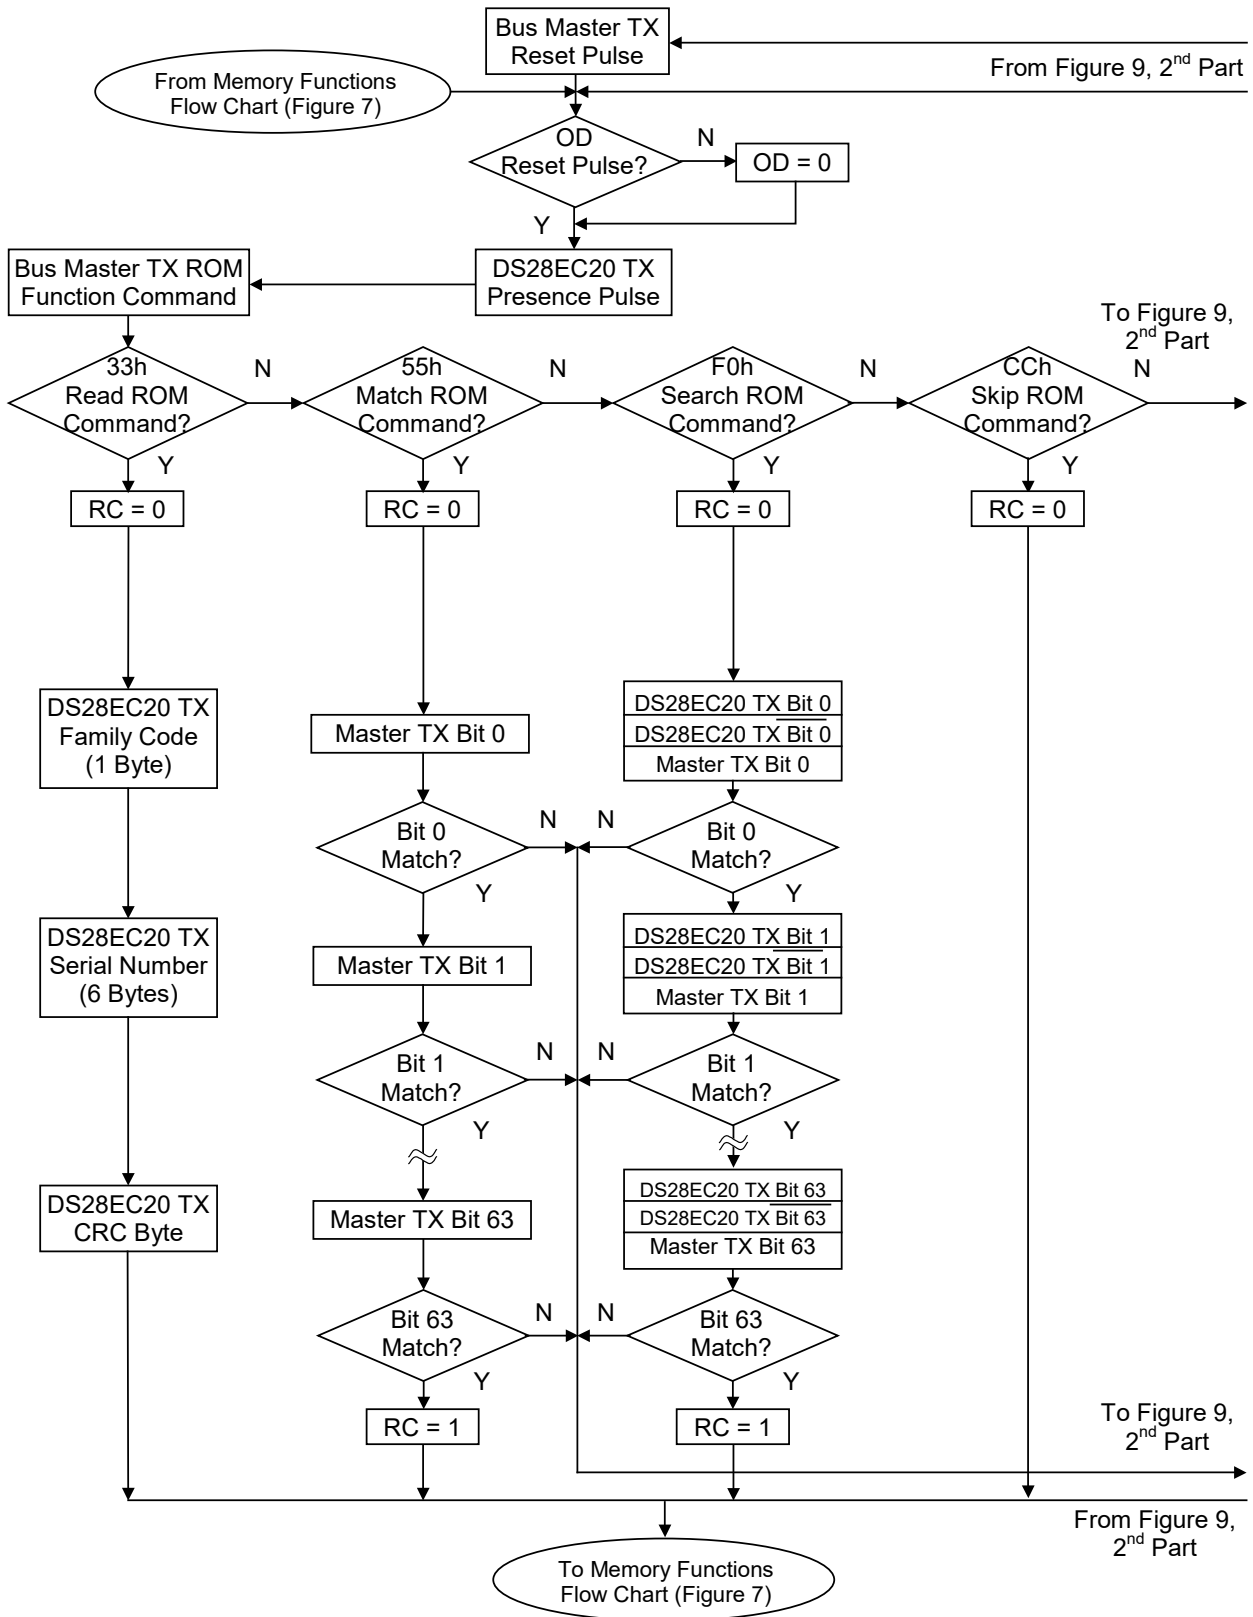 Bus Master TX
Reset Pulse
From Figure 9, 2nd Part
From Memory Functions
Flow Chart (Figure 7)
OD
Reset Pulse?
N
OD = 0
Y
Bus Master TX ROM
Function Command
DS28EC20 TX
Presence Pulse
To Figure 9,
2nd Part
33h
Read ROM
Command?
N
55h
Match ROM
Command?
N
F0h
Search ROM
Command?
N
CCh
Skip ROM
Command?
N
Y
Y
Y
Y
RC = 0
RC = 0
RC = 0
RC = 0
DS28EC20 TX
Family Code
(1 Byte)
Master TX Bit 0
DS28EC20 TX Bit 0
DS28EC20 TX Bit 0
Master TX Bit 0
Bit 0
Match?
N
N
Bit 0
Match?
Y
Y
DS28EC20 TX
Serial Number
(6 Bytes)
Master TX Bit 1
DS28EC20 TX Bit 1
DS28EC20 TX Bit 1
Master TX Bit 1
Bit 1
Match?
N
N
Bit 1
Match?
Y
Y
DS28EC20 TX
CRC Byte
Master TX Bit 63
DS28EC20 TX Bit 63
DS28EC20 TX Bit 63
Master TX Bit 63
Bit 63
Match?
N
N
Bit 63
Match?
Y
Y
RC = 1
RC = 1
To Figure 9,
2nd Part
From Figure 9,
2nd Part
To Memory Functions
Flow Chart (Figure 7)